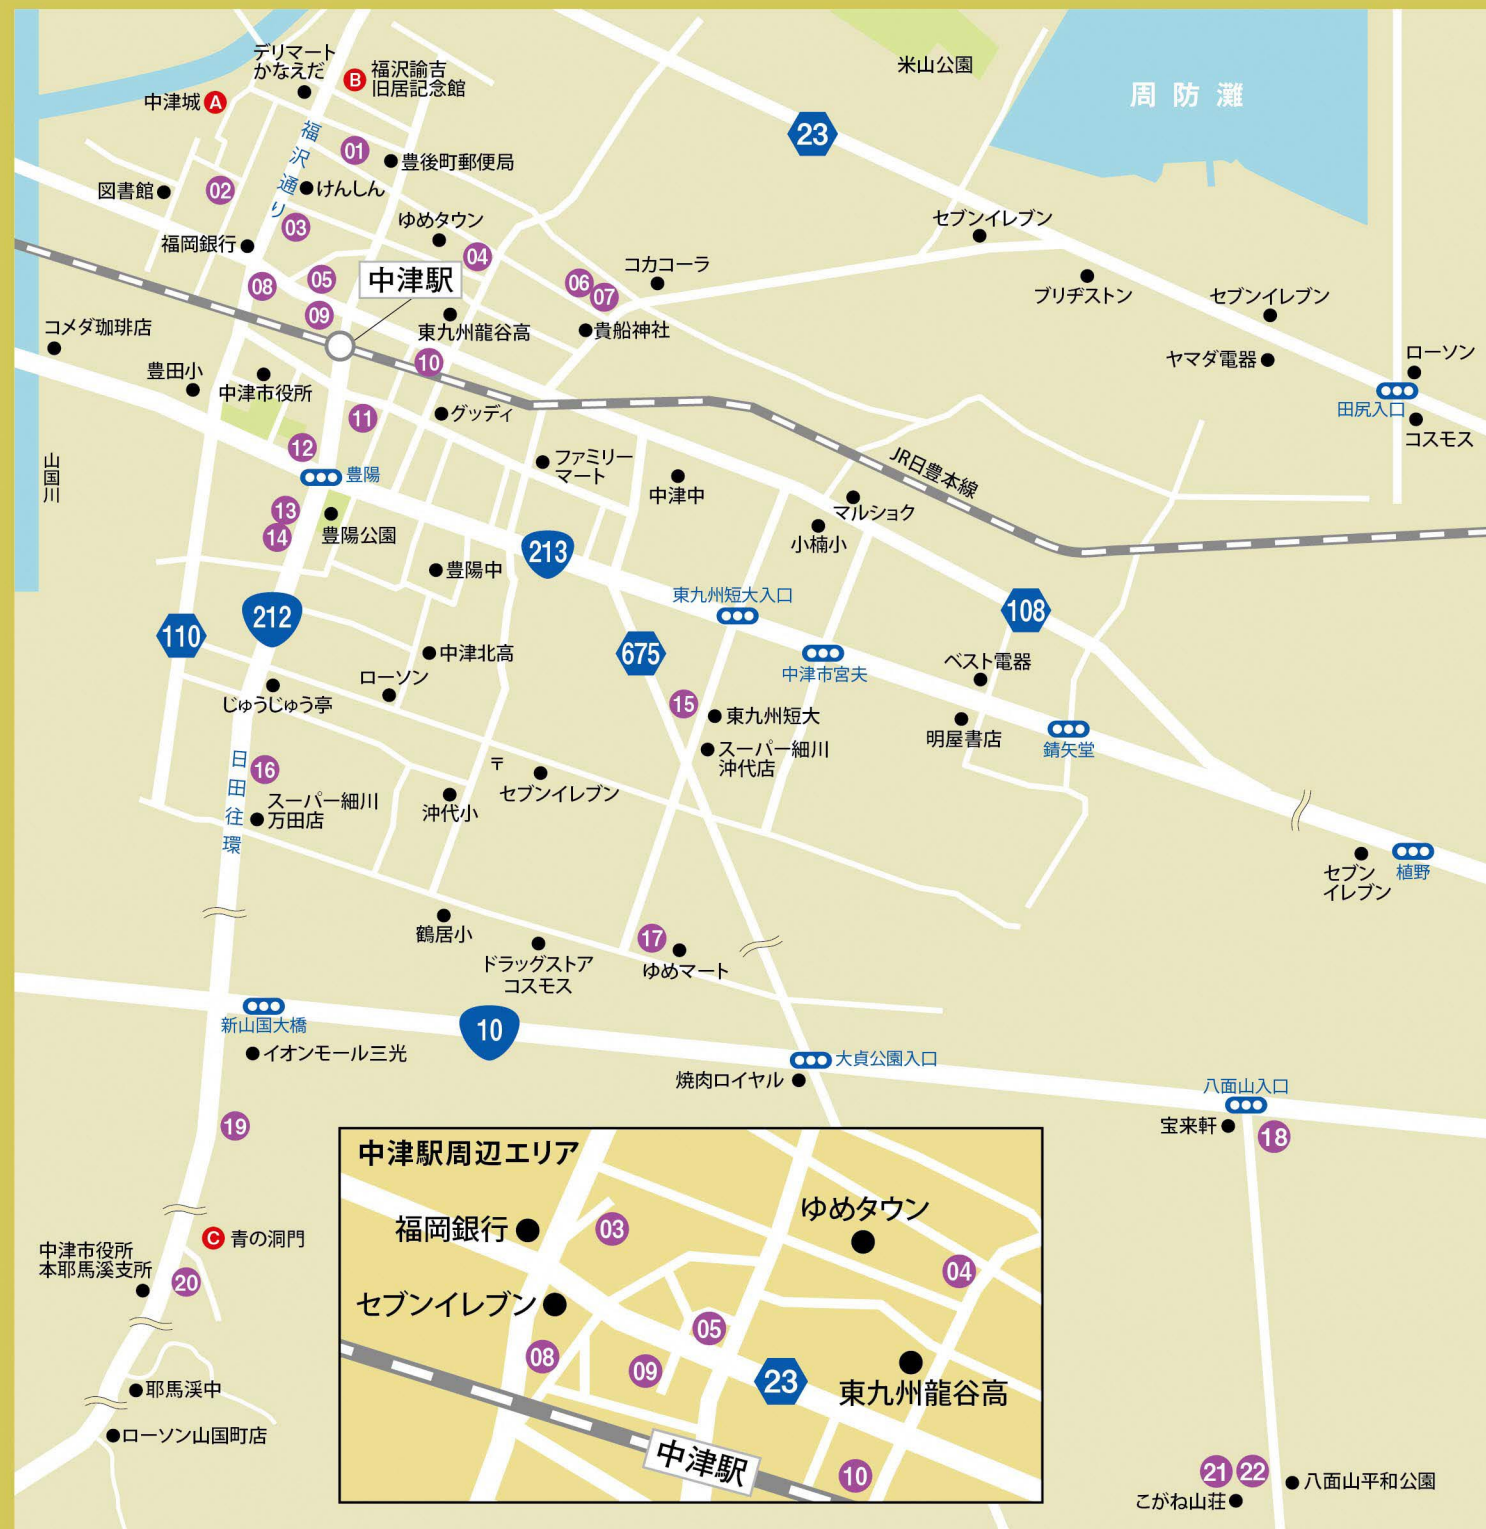 デリマート
かなえだ
B
福沢諭吉
旧居記念館
中津城
A
米山公園
周防灘
23
福沢通り
01
豊後町郵便局
図書館
02
けんしん
03
ゆめタウン
福岡銀行
04
セブンイレブン
コカコーラ
中津駅
08
05
06
07
ブリヂストン
セブンイレブン
09
東九州龍谷高
貴船神社
コメダ珈琲店
豊田小
中津市役所
10
ヤマダ電器
ローソン
田尻入口
コスモス
11
グッディ
12
豊陽
ファミリー
マート
中津中
JR日豊本線
山国川
13
14
豊陽公園
マルショク
小楠小
213
豊陽中
東九州短大入口
212
110
675
108
中津北高
中津市宮夫
ベスト電器
ローソン
じゅうじゅう亭
15
東九州短大
明屋書店
錆矢堂
スーパー細川
沖代店
日田往環
16
〒
セブンイレブン
スーパー細川
万田店
沖代小
セブン
イレブン
植野
鶴居小
17
ゆめマート
ドラッグストア
コスモス
新山国大橋
10
イオンモール三光
大貞公園入口
焼肉ロイヤル
八面山入口
宝来軒
18
19
C
青の洞門
中津市役所
本耶馬溪支所
20
耶馬溪中
ローソン山国町店
中津駅周辺エリア
福岡銀行
03
ゆめタウン
04
セブンイレブン
05
08
09
23
東九州龍谷高
中津駅
10
21
22
八面山平和公園
こがね山荘